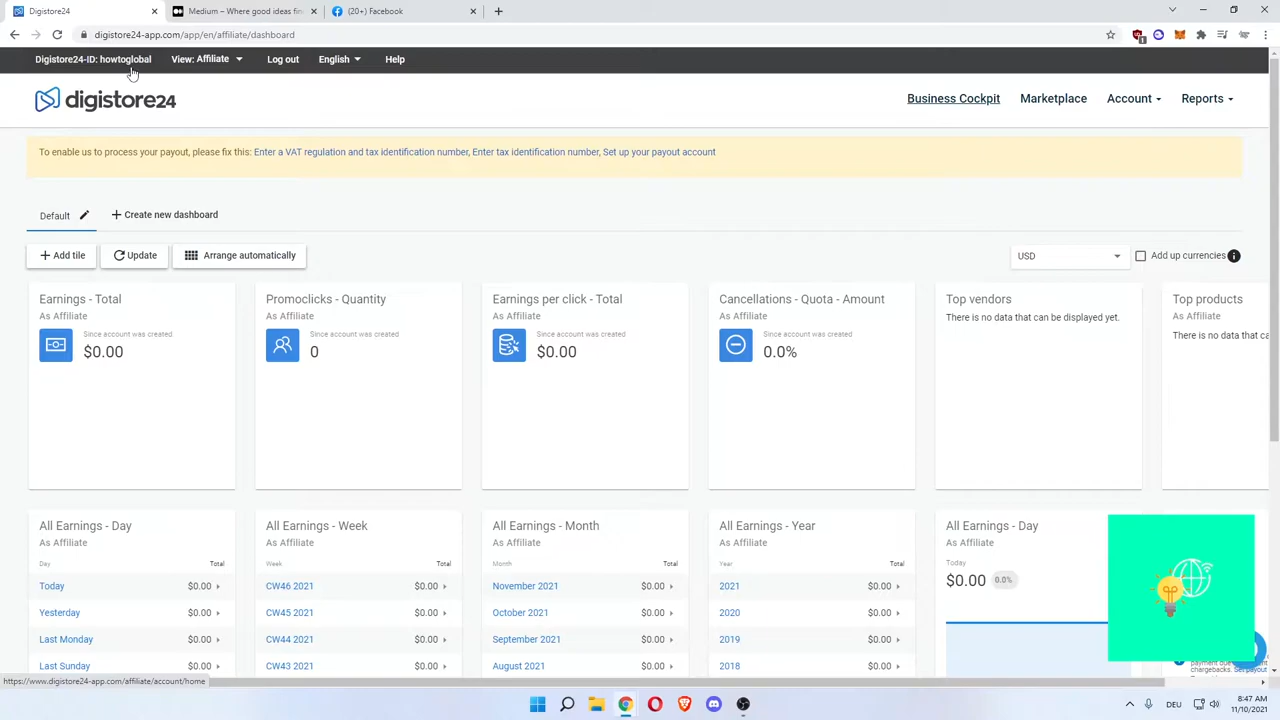 Digistore24
Medium – Where good ideas fin
(20+) Facebook
digistore24-app.com/app/en/affiliate/dashboard
1
Digistore24-ID: howtoglobal
View: Affiliate
Log out
English
Help
digistore24
Business Cockpit
Marketplace
Account
Reports
To enable us to process your payout, please fix this: Enter a VAT regulation and tax identification number, Enter tax identification number, Set up your payout account
Default
+ Create new dashboard
+ Add tile
Update
Arrange automatically
USD
Add up currencies
Earnings - Total
As Affiliate
Since account was created
$0.00
Promoclicks - Quantity
As Affiliate
Since account was created
0
Earnings per click - Total
As Affiliate
Since account was created
$0.00
Cancellations - Quota - Amount
As Affiliate
Since account was created
0.0%
Top vendors
There is no data that can be displayed yet.
Top products
As Affiliate
There is no data that ca
All Earnings - Day
As Affiliate
Day Total
Today $0.00
Yesterday $0.00
Last Monday $0.00
Last Sunday $0.00
All Earnings - Week
As Affiliate
Week Total
CW46 2021 $0.00
CW45 2021 $0.00
CW44 2021 $0.00
CW43 2021 $0.00
All Earnings - Month
As Affiliate
Month Total
November 2021 $0.00
October 2021 $0.00
September 2021 $0.00
August 2021 $0.00
All Earnings - Year
As Affiliate
Year Total
2021 $0.00
2020 $0.00
2019 $0.00
2018 $0.00
All Earnings - Day
As Affiliate
Today
$0.00 0.0%
payment due to
chargebacks. Set payout
https://www.digistore24-app.com/affiliate/account/home
DEU
8:47 AM
11/10/2021